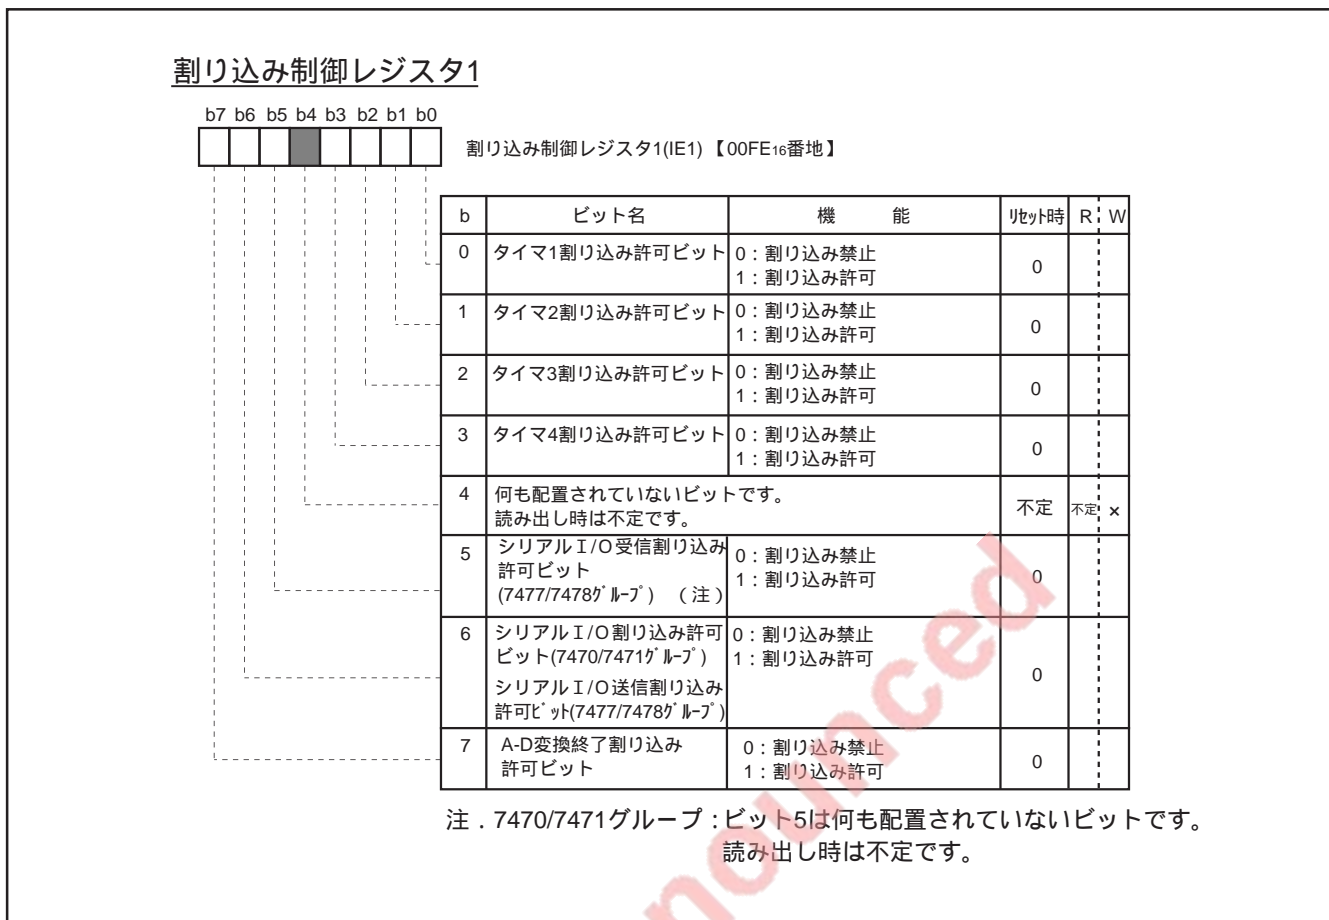 割り込み制御レジスタ1
b7 b6 b5 b4 b3 b2 b1 b0
割り込み制御レジスタ1(IE1) 【00FE16番地】
b ビット名 機 能 リセット時 R W
0 タイマ1割り込み許可ビット 0：割り込み禁止
1：割り込み許可
0
1 タイマ2割り込み許可ビット 0：割り込み禁止
1：割り込み許可
0
2 タイマ3割り込み許可ビット 0：割り込み禁止
1：割り込み許可
0
3 タイマ4割り込み許可ビット 0：割り込み禁止
1：割り込み許可
0
4 何も配置されていないビットです。
読み出し時は不定です。
不定 不定 ×
5 シリアルＩ/Ｏ受信割り込み
許可ビット
(7477/7478ｸﾞﾙｰﾌﾟ) （注）
0：割り込み禁止
1：割り込み許可
0
6 シリアルＩ/Ｏ割り込み許可
ビット(7470/7471ｸﾞﾙｰﾌﾟ)
シリアルＩ/Ｏ送信割り込み
許可ﾋﾞｯﾄ(7477/7478ｸﾞﾙｰﾌﾟ)
0：割り込み禁止
1：割り込み許可
0
7 A-D変換終了割り込み
許可ビット
0：割り込み禁止
1：割り込み許可
0
注．7470/7471グループ：ビット5は何も配置されていないビットです。
読み出し時は不定です。
nounced